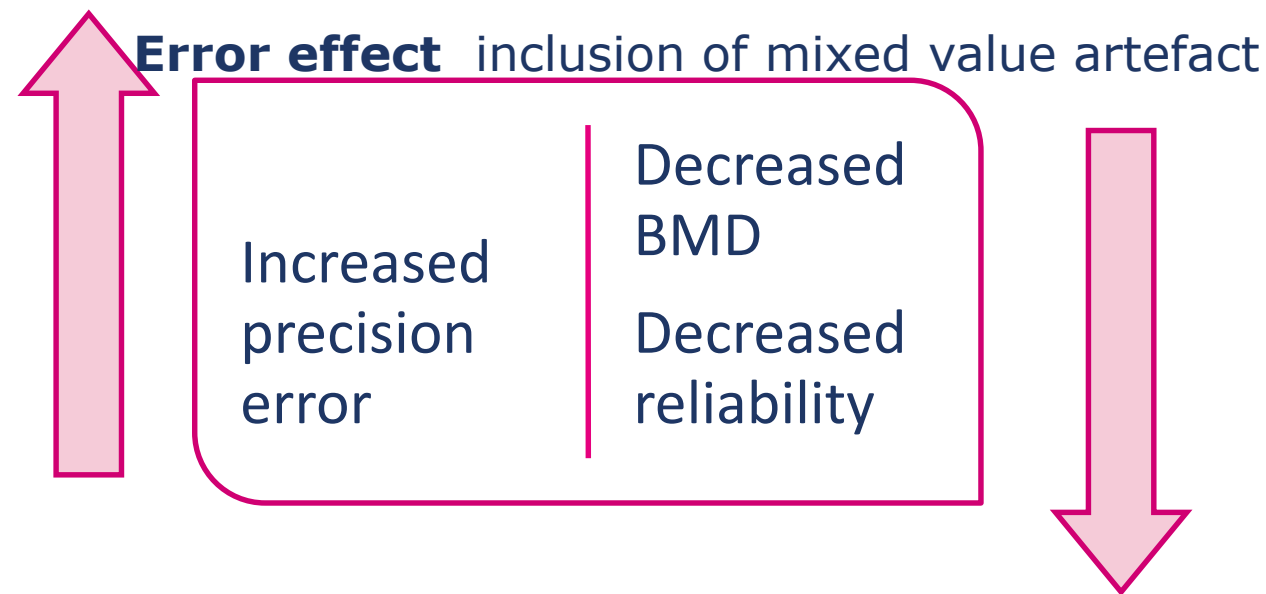 Error effect inclusion of mixed value artefact
Increased
precision
error
Decreased
BMD
Decreased
reliability